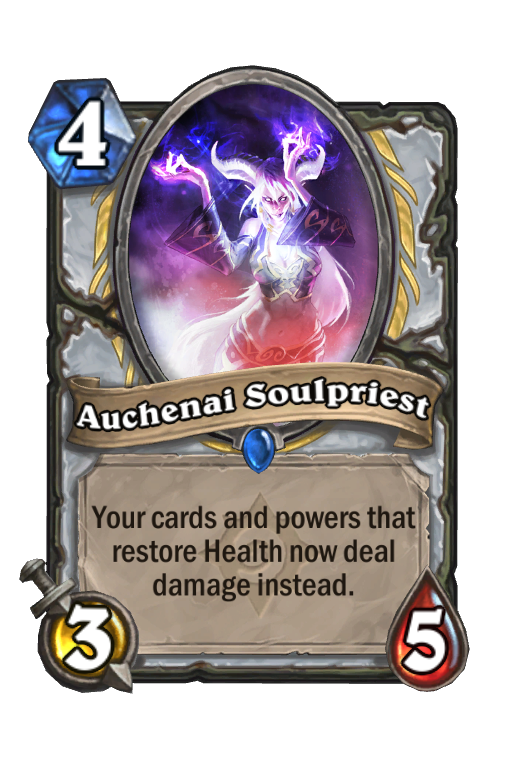 4
Auchenai Soulpriest
Your cards and powers that
restore Health now deal
damage instead.
3
5